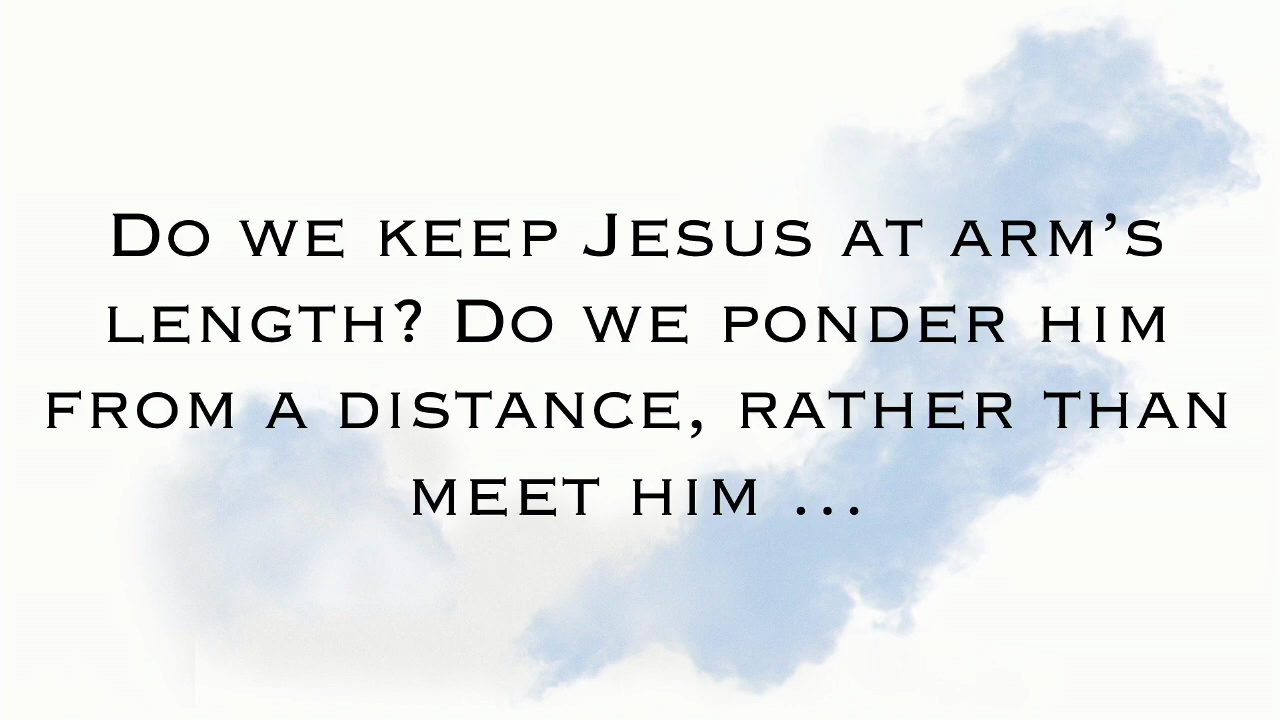 Do we keep Jesus at arm’s
length? Do we ponder him
from a distance, rather than
meet him ...